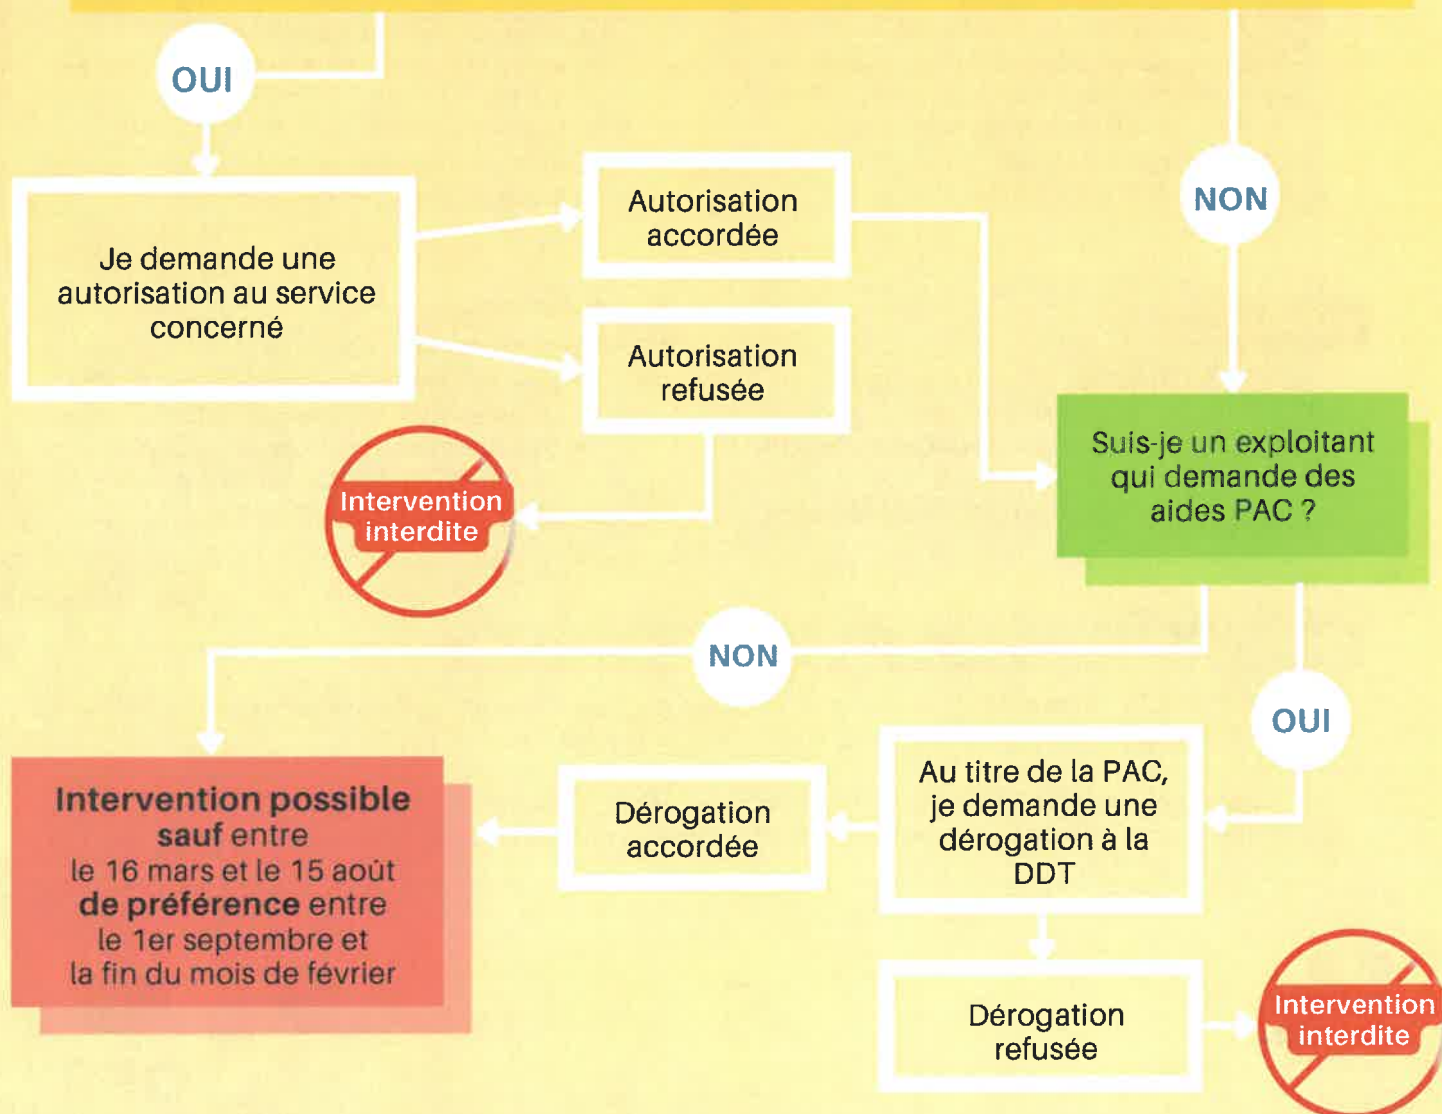 OUI
Je demande une
autorisation au service
concerné
Autorisation
accordée
Autorisation
refusée
Intervention
interdite
NON
Suis-je un exploitant
qui demande des
aides PAC ?
NON
OUI
Au titre de la PAC,
je demande une
dérogation à la
DDT
Dérogation
accordée
Intervention possible
sauf entre
le 16 mars et le 15 août
de préférence entre
le 1er septembre et
la fin du mois de février
Dérogation
refusée
Intervention
interdite